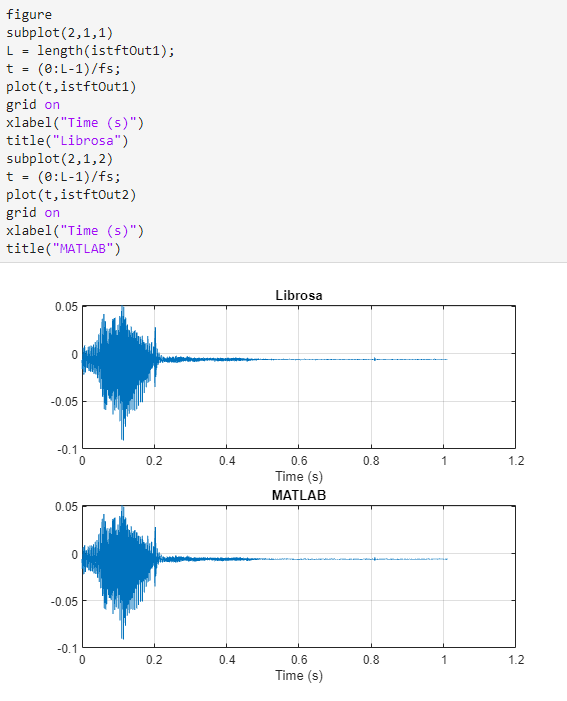 figure
subplot(2,1,1)
L = length(istftOut1);
t = (0:L-1)/fs;
plot(t,istftOut1)
grid on
xlabel("Time (s)")
title("Librosa")
subplot(2,1,2)
t = (0:L-1)/fs;
plot(t,istftOut2)
grid on
xlabel("Time (s)")
title("MATLAB")
Librosa
0.05
0
-0.05
-0.1
0 0.2 0.4 0.6 0.8 1 1.2
Time (s)
MATLAB
0.05
0
-0.05
-0.1
0 0.2 0.4 0.6 0.8 1 1.2
Time (s)